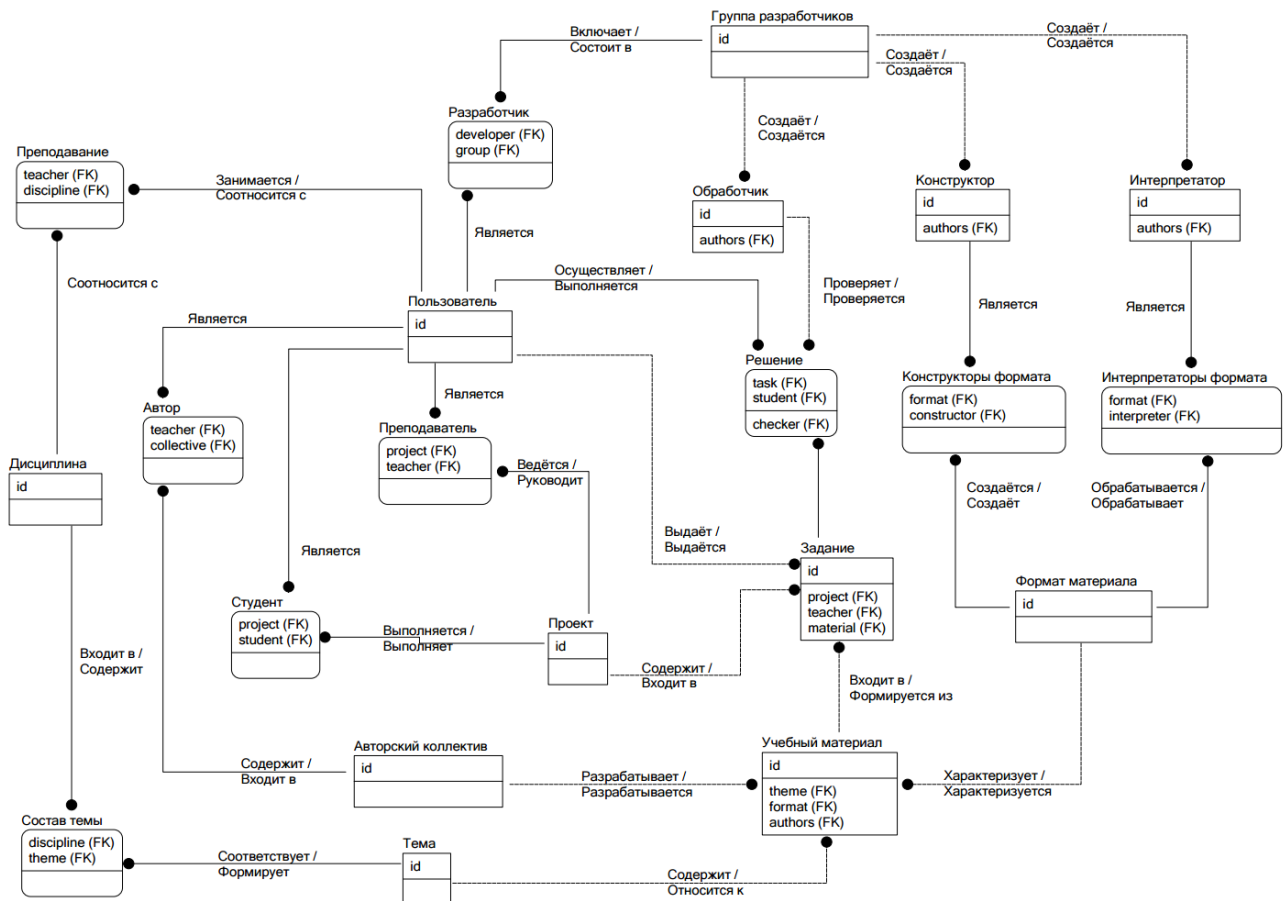 Группа разработчиков
id
Включает /
Состоит в
Создаёт /
Создаётся
Создаёт /
Создаётся
Создаёт /
Создаётся
Разработчик
developer (FK)
group (FK)
Преподавание
teacher (FK)
discipline (FK)
Занимается /
Соотносится с
Обработчик
id
authors (FK)
Конструктор
id
authors (FK)
Интерпретатор
id
authors (FK)
Является
Соотносится с
Осуществляет /
Выполняется
Проверяет /
Проверяется
Является
Является
Пользователь
id
Является
Является
Решение
task (FK)
student (FK)
checker (FK)
Конструкторы формата
format (FK)
constructor (FK)
Интерпретаторы формата
format (FK)
interpreter (FK)
Автор
teacher (FK)
collective (FK)
Преподаватель
project (FK)
teacher (FK)
Дисциплина
id
Ведётся /
Руководит
Создаётся /
Создаёт
Обрабатывается /
Обрабатывает
Выдаёт /
Выдаётся
Является
Задание
id
project (FK)
teacher (FK)
material (FK)
Формат материала
id
Студент
project (FK)
student (FK)
Выполняется /
Выполняет
Проект
id
Входит в /
Содержит
Содержит /
Входит в
Входит в /
Формируется из
Авторский коллектив
id
Учебный материал
id
theme (FK)
format (FK)
authors (FK)
Содержит /
Входит в
Разрабатывает /
Разрабатывается
Характеризует /
Характеризуется
Состав темы
discipline (FK)
theme (FK)
Соответствует /
Формирует
Тема
id
Содержит /
Относится к